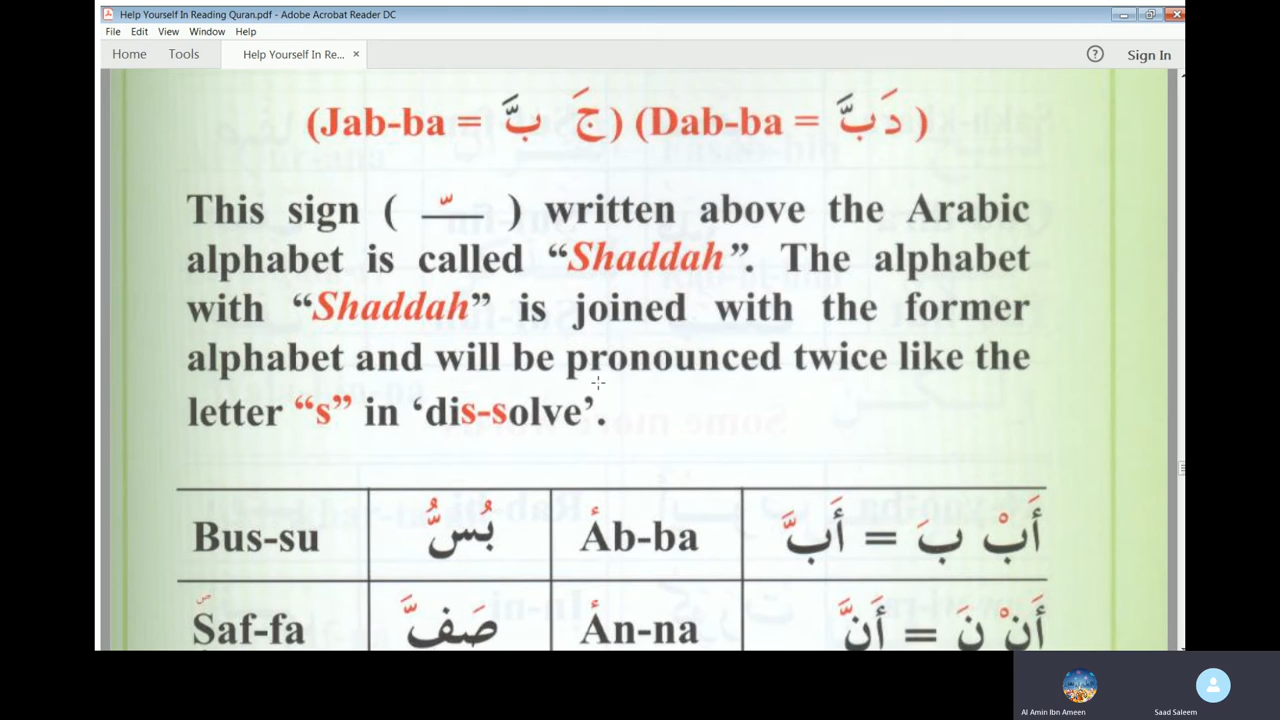 Help Yourself In Reading Quran.pdf - Adobe Acrobat Reader DC
File Edit View Window Help
Home Tools Help Yourself In Re... × ? Sign In
(Jab-ba = جَ بَّ) (Dab-ba = دَبَّ)
This sign ( ـّ ) written above the Arabic
alphabet is called “Shaddah”. The alphabet
with “Shaddah” is joined with the former
alphabet and will be pronounced twice like the
letter “s” in ‘dis-solve’.
Bus-su بُسُّ Ab-ba أَبْ بَ = أَبَّ
Saf-fa صَفَّ An-na أَنْ نَ = أَنَّ
Al Amin Ibn Ameen Saad Saleem